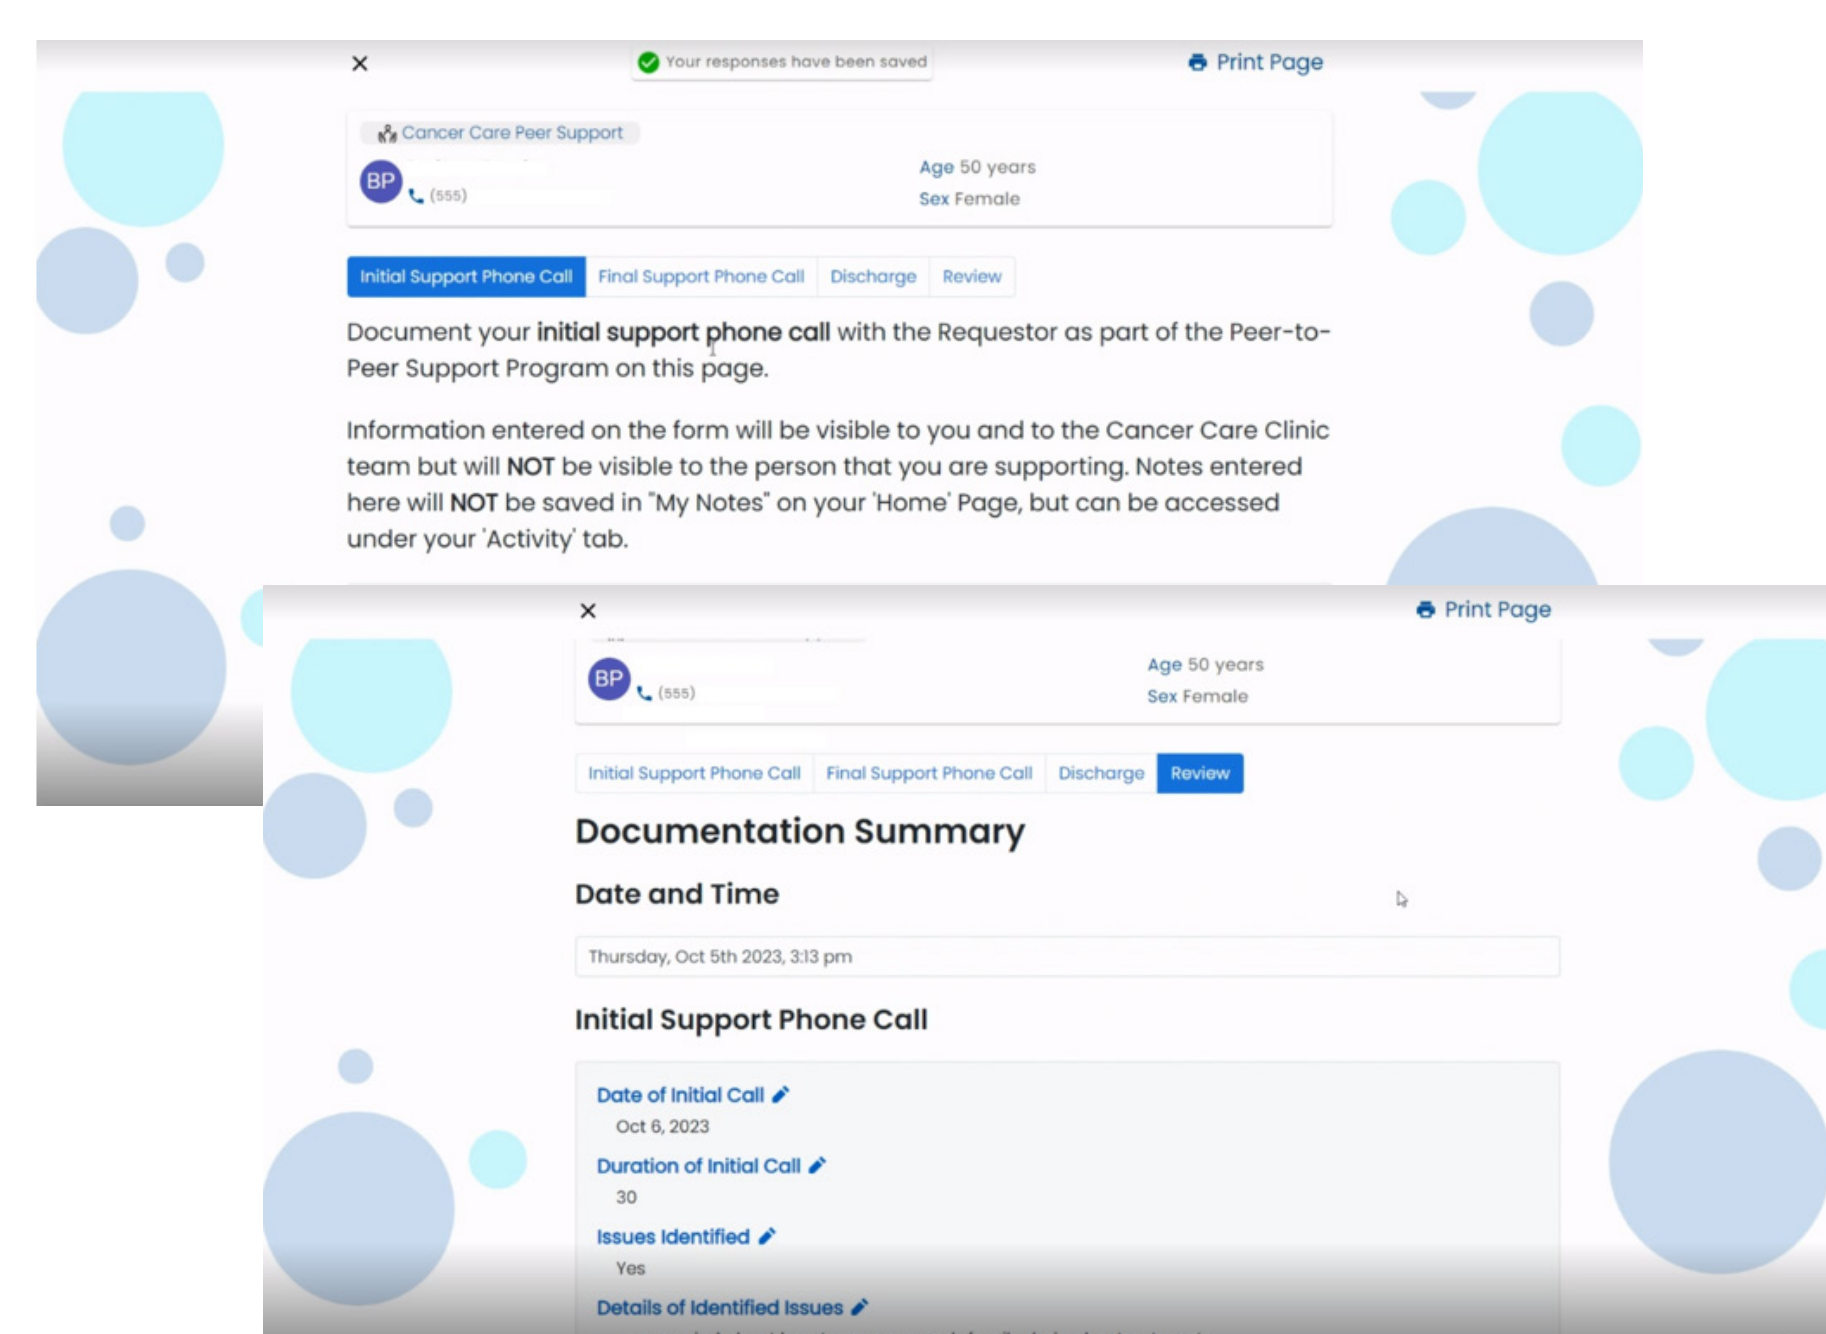 Your responses have been saved
Print Page
Cancer Care Peer Support
BP
(555)
Age 50 years
Sex Female
Initial Support Phone Call
Final Support Phone Call
Discharge
Review
Document your initial support phone call with the Requestor as part of the Peer-to-
Peer Support Program on this page.
Information entered on the form will be visible to you and to the Cancer Care Clinic
team but will NOT be visible to the person that you are supporting. Notes entered
here will NOT be saved in "My Notes" on your 'Home' Page, but can be accessed
under your 'Activity' tab.
Print Page
BP
(555)
Age 50 years
Sex Female
Initial Support Phone Call
Final Support Phone Call
Discharge
Review
Documentation Summary
Date and Time
Thursday, Oct 5th 2023, 3:13 pm
Initial Support Phone Call
Date of Initial Call
Oct 6, 2023
Duration of Initial Call
30
Issues Identified
Yes
Details of Identified Issues